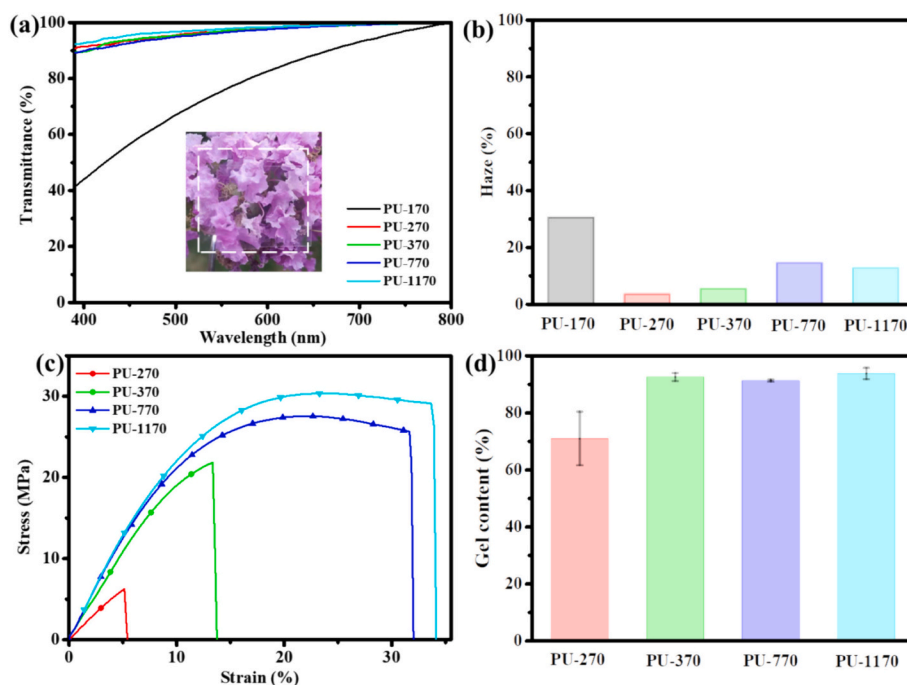 (a)
Transmittance (%)
100
80
60
40
20
0
PU-170
PU-270
PU-370
PU-770
PU-1170
400
500
600
700
800
Wavelength (nm)
(b)
Haze (%)
100
80
60
40
20
0
PU-170
PU-270
PU-370
PU-770
PU-1170
(c)
Stress (MPa)
30
20
10
0
PU-270
PU-370
PU-770
PU-1170
0
10
20
30
Strain (%)
(d)
Gel content (%)
100
80
60
40
20
0
PU-270
PU-370
PU-770
PU-1170